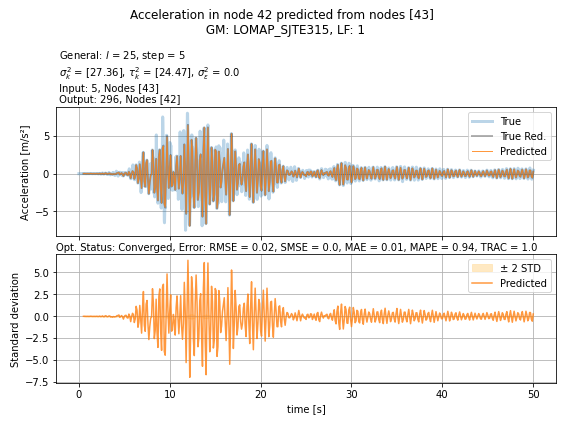 Acceleration in node 42 predicted from nodes [43]
GM: LOMAP_SJTE315, LF: 1
General: l = 25, step = 5
σ²ₖ = [27.36], τ²ₖ = [24.47], σ²ε = 0.0
Input: 5, Nodes [43]
Output: 296, Nodes [42]
Acceleration [m/s²]
5
0
−5
True
True Red.
Predicted
Opt. Status: Converged, Error: RMSE = 0.02, SMSE = 0.0, MAE = 0.01, MAPE = 0.94, TRAC = 1.0
Standard deviation
5.0
2.5
0.0
−2.5
−5.0
−7.5
± 2 STD
Predicted
0 10 20 30 40 50
time [s]